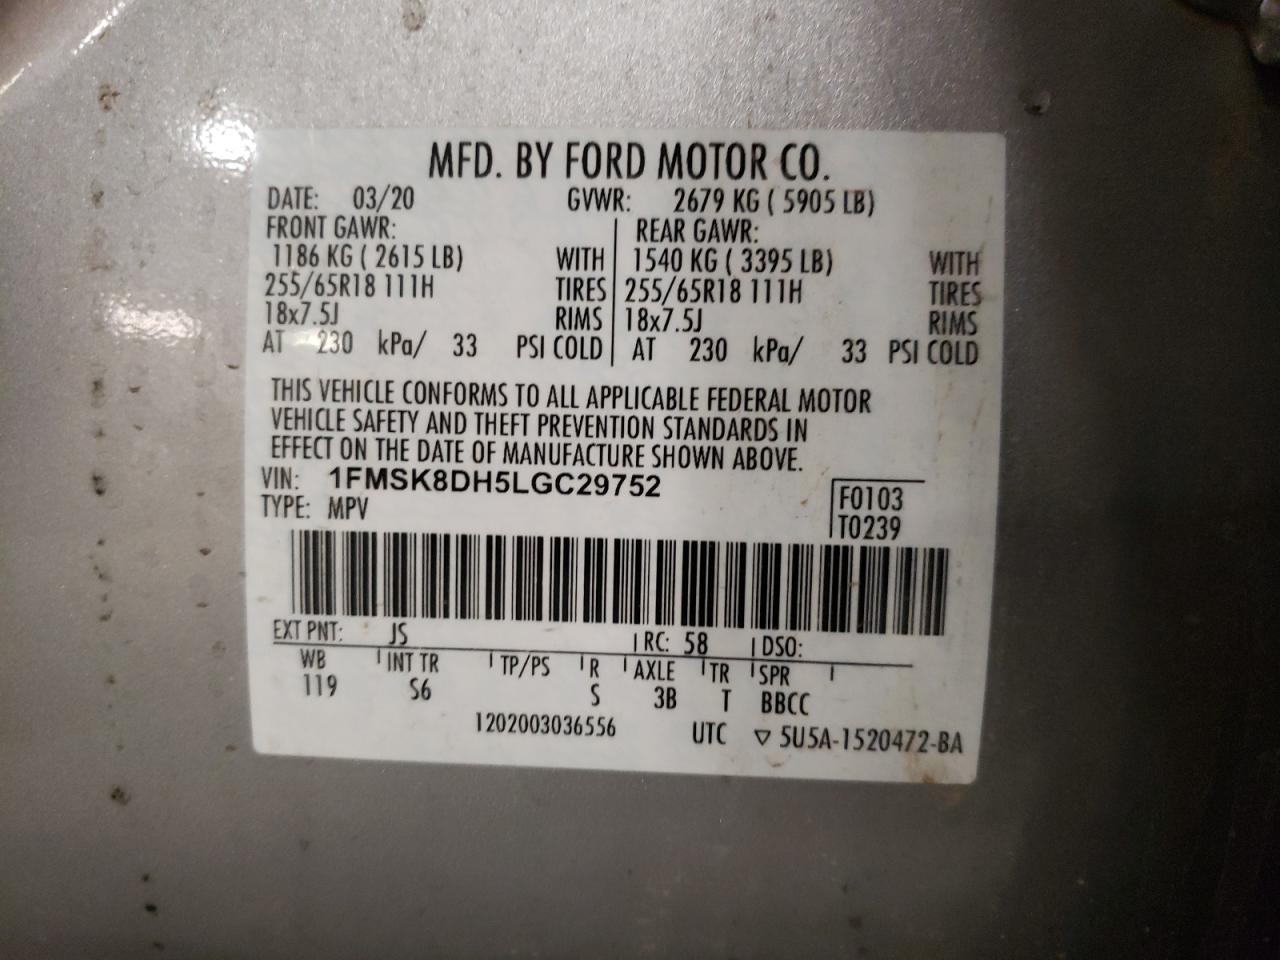 MFD. BY FORD MOTOR CO.
DATE: 03/20 GVWR: 2679 KG ( 5905 LB)
FRONT GAWR: REAR GAWR:
1186 KG ( 2615 LB) WITH 1540 KG ( 3395 LB) WITH
255/65R18 111H TIRES 255/65R18 111H TIRES
18x7.5J RIMS 18x7.5J RIMS
AT 230 kPa/ 33 PSI COLD AT 230 kPa/ 33 PSI COLD
THIS VEHICLE CONFORMS TO ALL APPLICABLE FEDERAL MOTOR
VEHICLE SAFETY AND THEFT PREVENTION STANDARDS IN
EFFECT ON THE DATE OF MANUFACTURE SHOWN ABOVE.
VIN: 1FMSK8DH5LGC29752
F0103
TYPE: MPV
T0239
EXT PNT: JS RC: 58 DSO:
WB INT TR TP/PS R AXLE TR SPR
119 S6 S 3B T BBCC
1202003036556 UTC ▽ 5U5A-1520472-BA